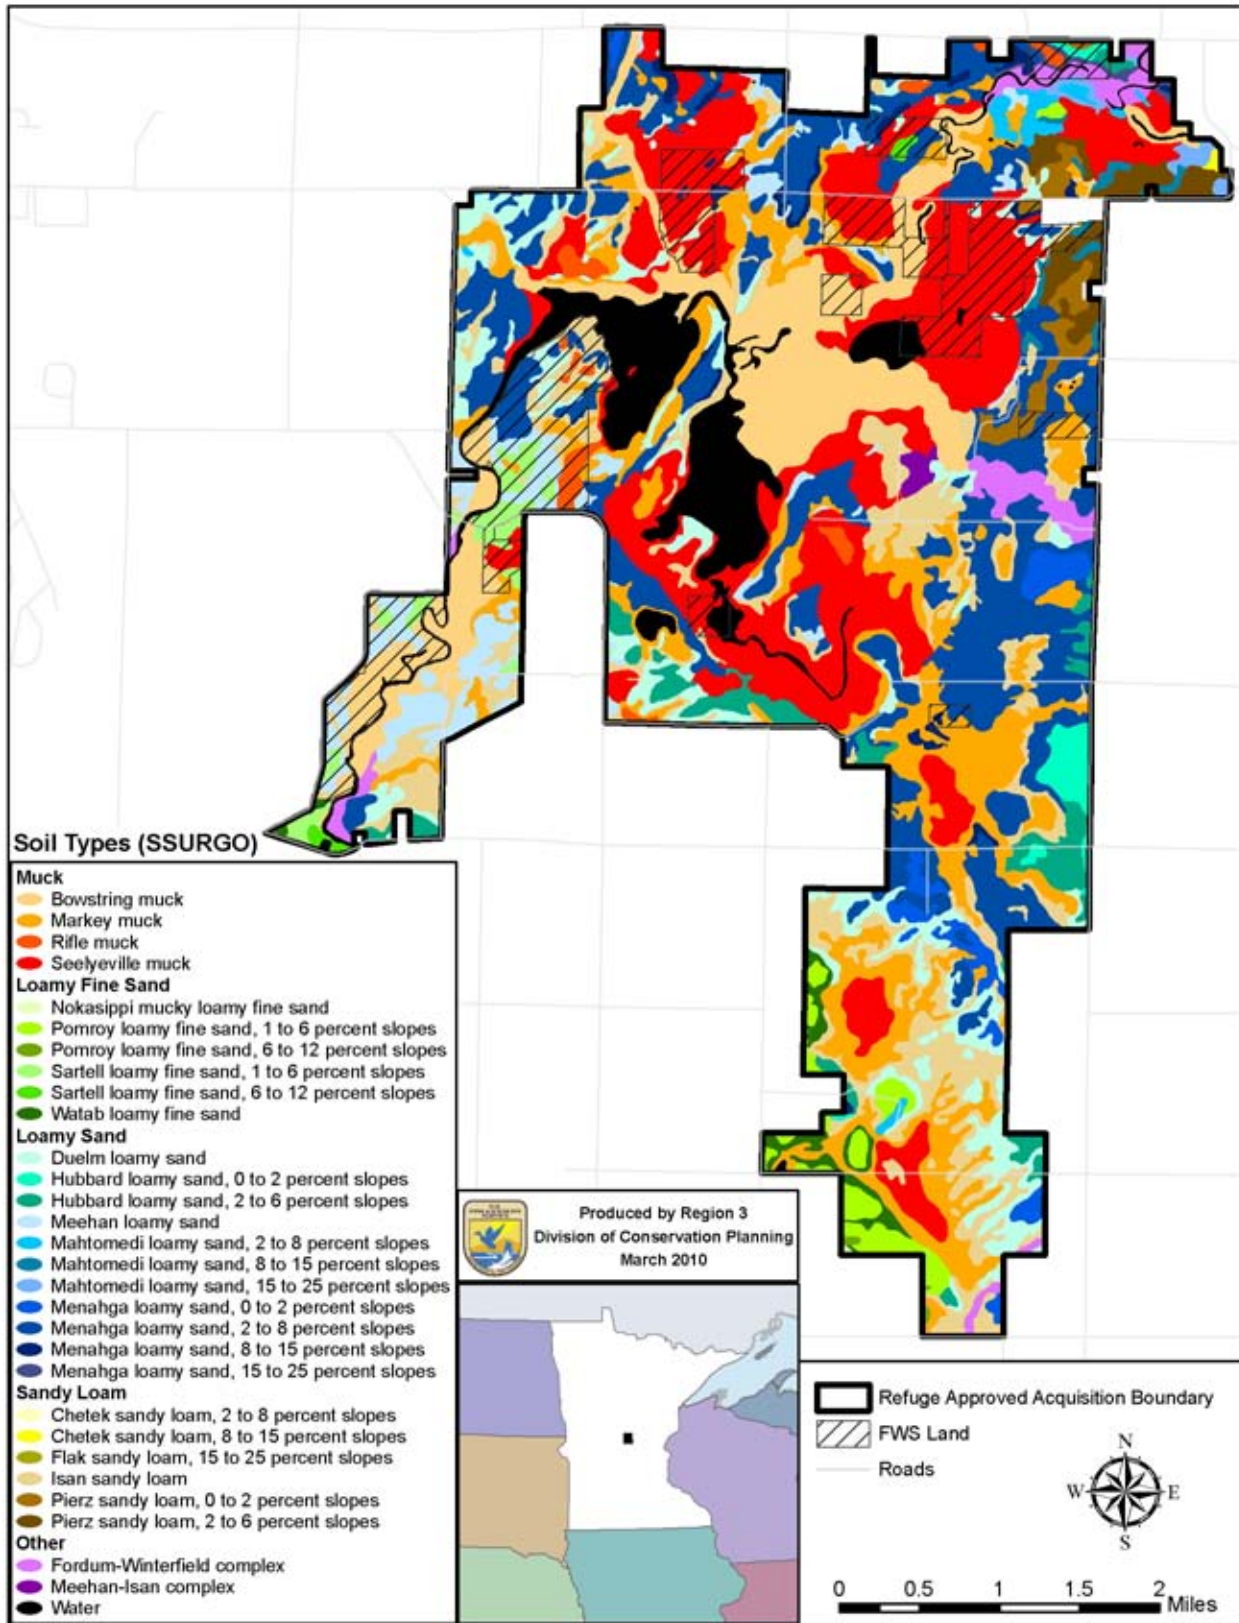 Soil Types (SSURGO)
Muck
Bowstring muck
Markey muck
Rifle muck
Seelyeville muck
Loamy Fine Sand
Nokasippi mucky loamy fine sand
Pomroy loamy fine sand, 1 to 6 percent slopes
Pomroy loamy fine sand, 6 to 12 percent slopes
Sartell loamy fine sand, 1 to 6 percent slopes
Sartell loamy fine sand, 6 to 12 percent slopes
Watab loamy fine sand
Loamy Sand
Duelm loamy sand
Hubbard loamy sand, 0 to 2 percent slopes
Hubbard loamy sand, 2 to 6 percent slopes
Meehan loamy sand
Mahtomedi loamy sand, 2 to 8 percent slopes
Mahtomedi loamy sand, 8 to 15 percent slopes
Mahtomedi loamy sand, 15 to 25 percent slopes
Menahga loamy sand, 0 to 2 percent slopes
Menahga loamy sand, 2 to 8 percent slopes
Menahga loamy sand, 8 to 15 percent slopes
Menahga loamy sand, 15 to 25 percent slopes
Sandy Loam
Chetek sandy loam, 2 to 8 percent slopes
Chetek sandy loam, 8 to 15 percent slopes
Flak sandy loam, 15 to 25 percent slopes
Isan sandy loam
Pierz sandy loam, 0 to 2 percent slopes
Pierz sandy loam, 2 to 6 percent slopes
Other
Fordum-Winterfield complex
Meehan-Isan complex
Water
Produced by Region 3
Division of Conservation Planning
March 2010
Refuge Approved Acquisition Boundary
FWS Land
Roads
N
W E
S
0 0.5 1 1.5 2
Miles